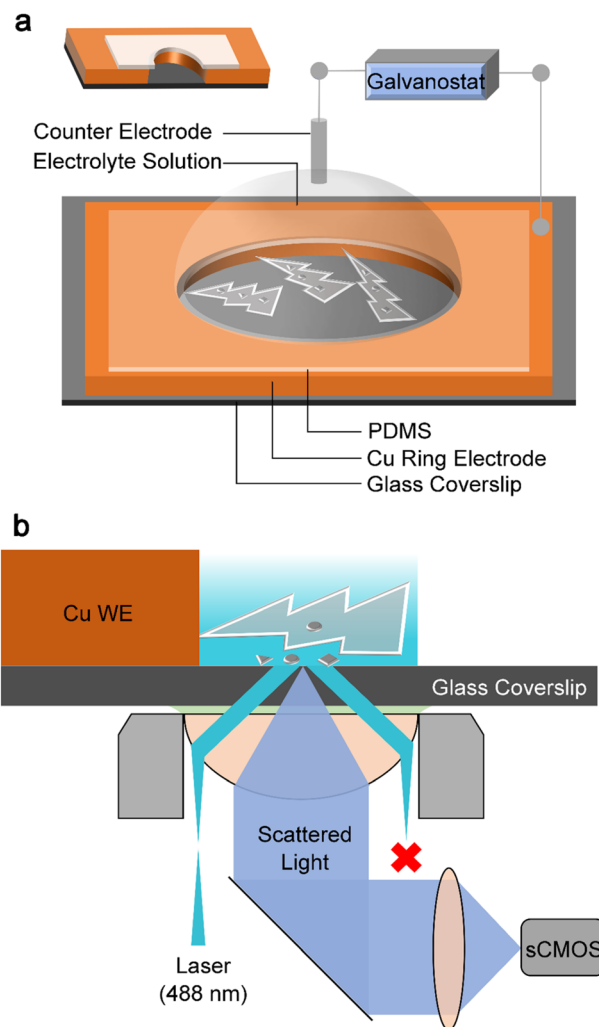 a
Galvanostat
Counter Electrode
Electrolyte Solution
PDMS
Cu Ring Electrode
Glass Coverslip
b
Cu WE
Glass Coverslip
Scattered
Light
Laser
(488 nm)
sCMOS